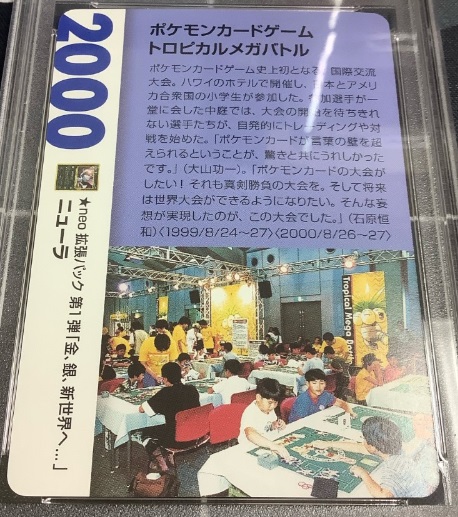 2000
★neo 拡張パック 第1弾「金、銀、新世界へ…」
ニューラ
ポケモンカードゲーム
トロピカルメガバトル
ポケモンカードゲーム史上初となる、国際交流
大会。ハワイのホテルで開催し、日本とアメリ
カ合衆国の小学生が参加した。参加選手が一
堂に会した中庭では、大会の開始を待ちきれ
ない選手たちが、自発的にトレーディングや対
戦を始めた。「ポケモンカードが言葉の壁を超
えられるということが、驚きと共にうれしかった
です。」（大山功一）。「ポケモンカードの大会が
したい！それも真剣勝負の大会を。そして将来
は世界大会ができるようになりたい。そんな妄
想が実現したのが、この大会でした。」（石原恒
和）〈1999/8/24〜27〉〈2000/8/26〜27〉
Tropical Mega Battle